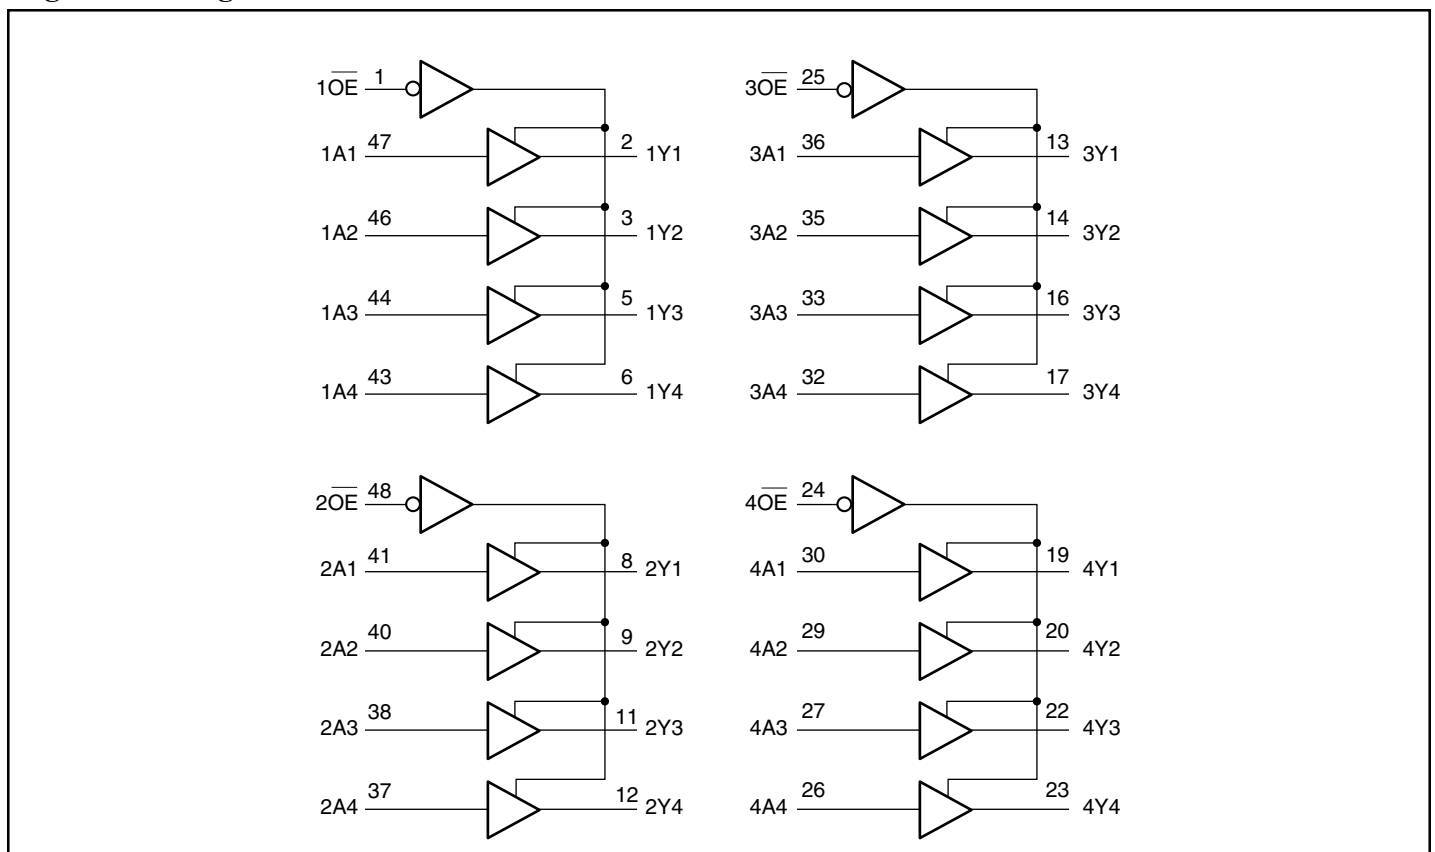 1OE 1
1A1 47 2 1Y1
1A2 46 3 1Y2
1A3 44 5 1Y3
1A4 43 6 1Y4
3OE 25
3A1 36 13 3Y1
3A2 35 14 3Y2
3A3 33 16 3Y3
3A4 32 17 3Y4
2OE 48
2A1 41 8 2Y1
2A2 40 9 2Y2
2A3 38 11 2Y3
2A4 37 12 2Y4
4OE 24
4A1 30 19 4Y1
4A2 29 20 4Y2
4A3 27 22 4Y3
4A4 26 23 4Y4